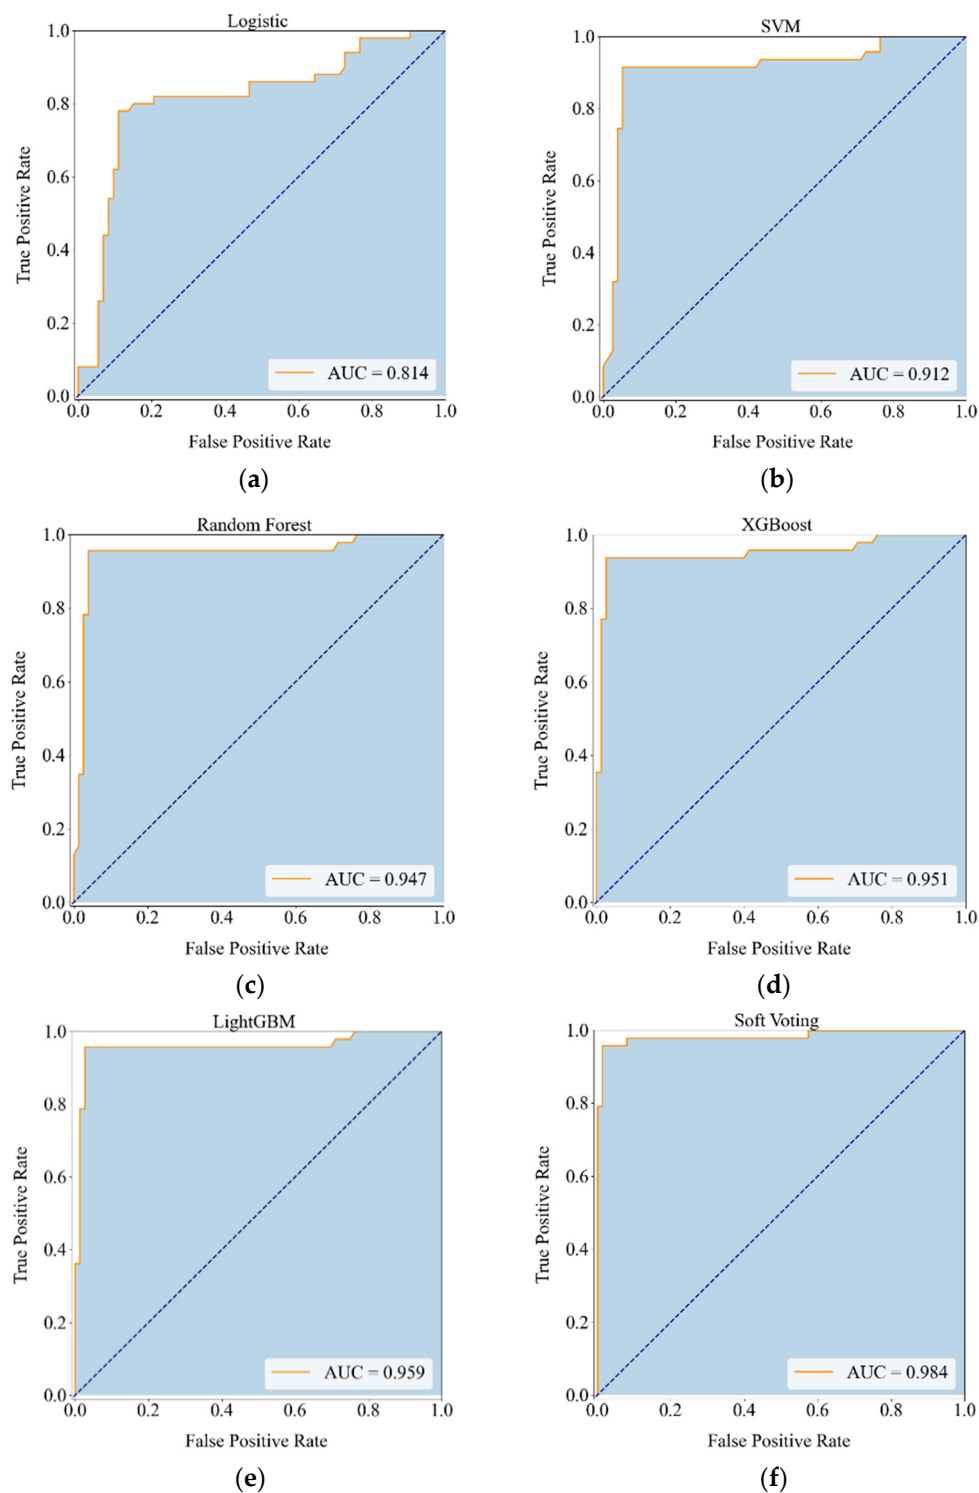 Logistic
1.0
0.8
0.6
0.4
0.2
0.0
True Positive Rate
AUC = 0.814
0.0 0.2 0.4 0.6 0.8 1.0
False Positive Rate
(a)
SVM
1.0
0.8
0.6
0.4
0.2
0.0
True Positive Rate
AUC = 0.912
0.0 0.2 0.4 0.6 0.8 1.0
False Positive Rate
(b)
Random Forest
1.0
0.8
0.6
0.4
0.2
0.0
True Positive Rate
AUC = 0.947
0.0 0.2 0.4 0.6 0.8 1.0
False Positive Rate
(c)
XGBoost
1.0
0.8
0.6
0.4
0.2
0.0
True Positive Rate
AUC = 0.951
0.0 0.2 0.4 0.6 0.8 1.0
False Positive Rate
(d)
LightGBM
1.0
0.8
0.6
0.4
0.2
0.0
True Positive Rate
AUC = 0.959
0.0 0.2 0.4 0.6 0.8 1.0
False Positive Rate
(e)
Soft Voting
1.0
0.8
0.6
0.4
0.2
0.0
True Positive Rate
AUC = 0.984
0.0 0.2 0.4 0.6 0.8 1.0
False Positive Rate
(f)